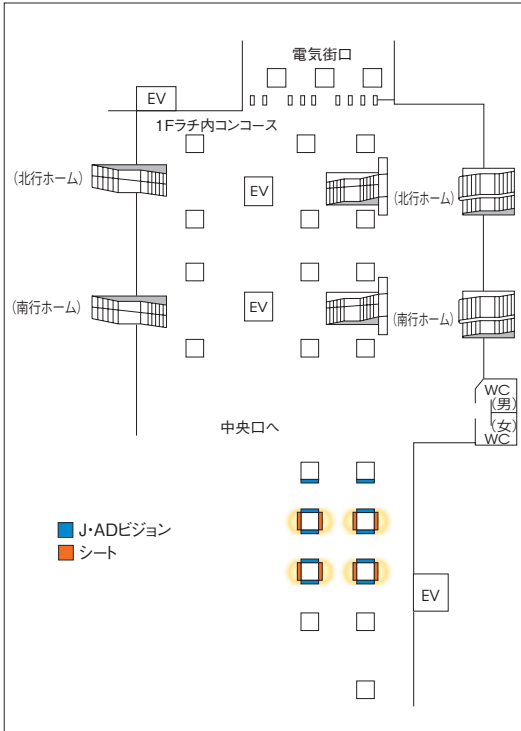 電気街口
EV
1Fラチ内コンコース
(北行ホーム)
EV
(北行ホーム)
(南行ホーム)
EV
(南行ホーム)
WC
(男)
(女)
WC
中央口へ
J・ADビジョン
シート
EV